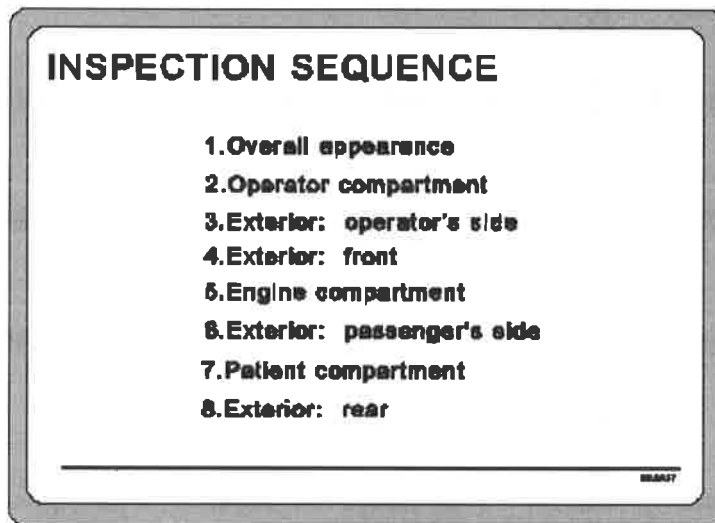 INSPECTION SEQUENCE
1.Overall appearance
2.Operator compartment
3.Exterior: operator's side
4.Exterior: front
5.Engine compartment
6.Exterior: passenger's side
7.Patient compartment
8.Exterior: rear